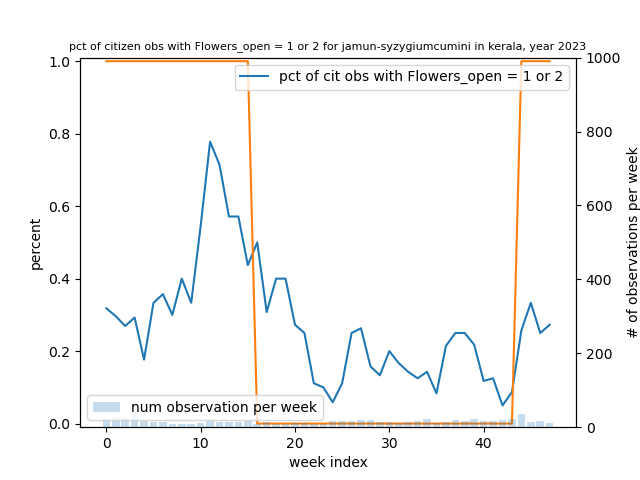 pct of citizen obs with Flowers_open = 1 or 2 for jamun-syzygiumcumini in kerala, year 2023
pct of cit obs with Flowers_open = 1 or 2
num observation per week
percent
1.0
0.8
0.6
0.4
0.2
0.0
1000
800
600
400
200
0
# of observations per week
0 10 20 30 40
week index